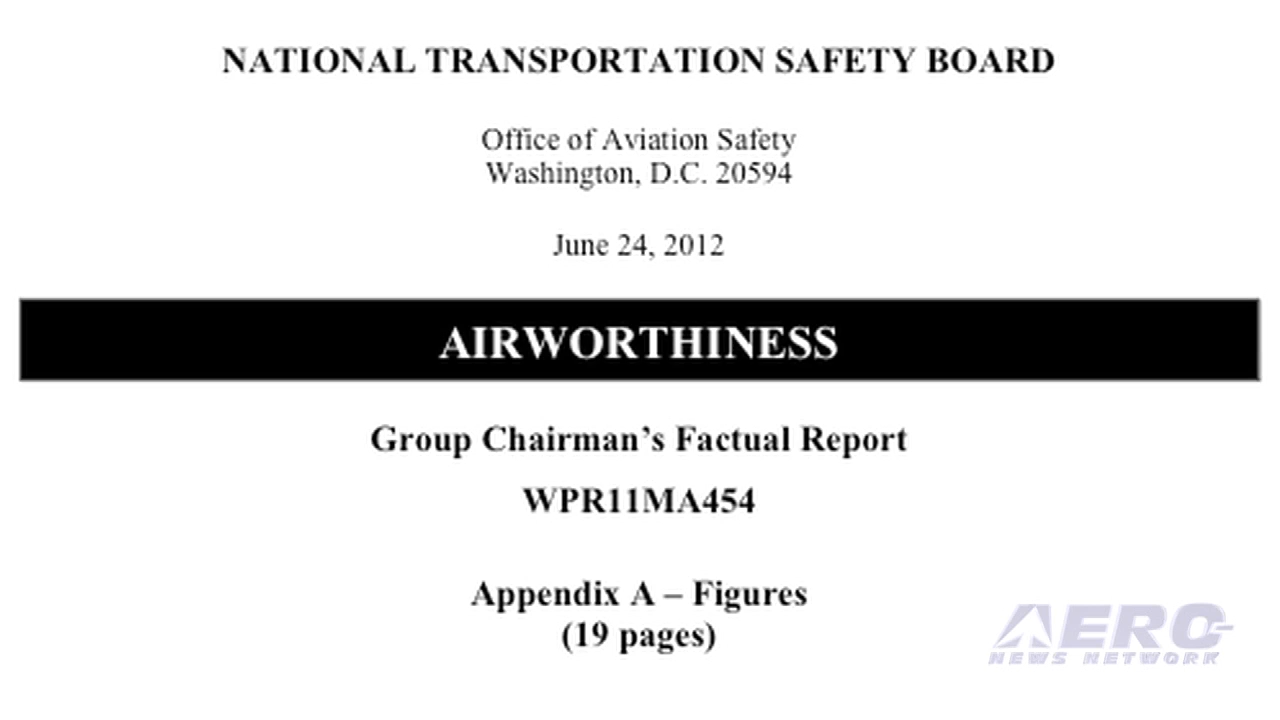 NATIONAL TRANSPORTATION SAFETY BOARD
Office of Aviation Safety
Washington, D.C. 20594
June 24, 2012
AIRWORTHINESS
Group Chairman’s Factual Report
WPR11MA454
Appendix A – Figures
(19 pages)
AERO
NEWS NETWORK